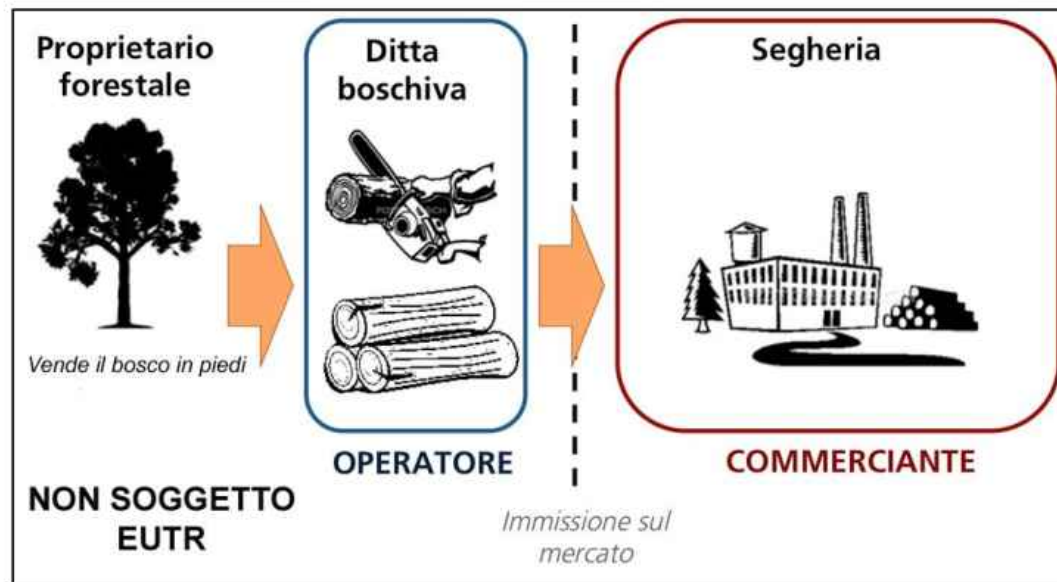 Proprietario
forestale
Ditta
boschiva
Segheria
Vende il bosco in piedi
OPERATORE
COMMERCIANTE
NON SOGGETTO
EUTR
Immissione sul
mercato